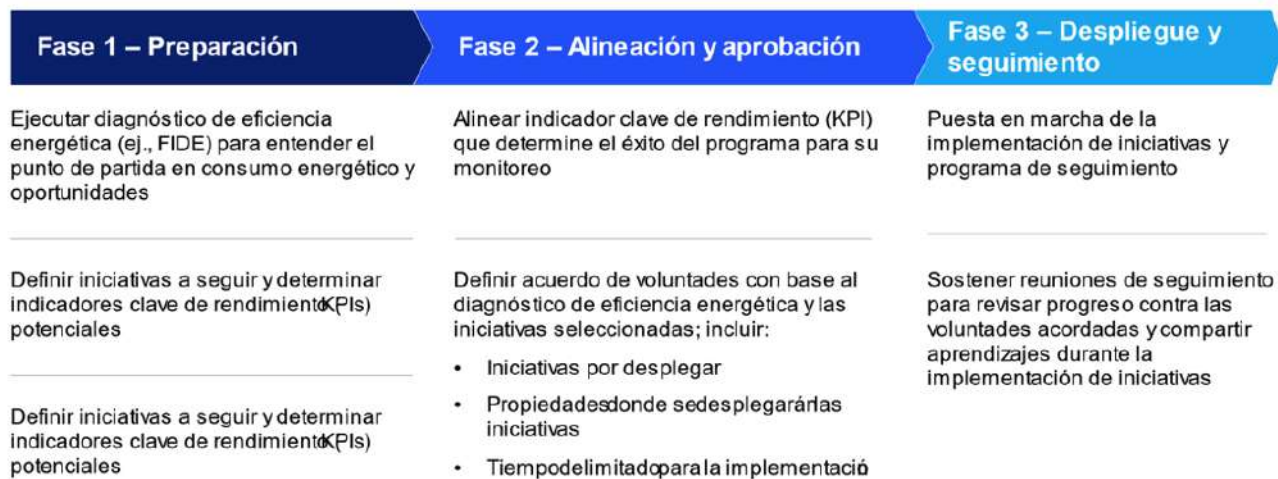 Fase 1 – Preparación
Ejecutar diagnóstico de eficiencia
energética (ej., FIDE) para entender el
punto de partida en consumo energético y
oportunidades
Definir iniciativas a seguir y determinar
indicadores clave de rendimiento(KPIs)
potenciales
Definir iniciativas a seguir y determinar
indicadores clave de rendimiento(KPIs)
potenciales
Fase 2 – Alineación y aprobación
Alinear indicador clave de rendimiento (KPI)
que determine el éxito del programa para su
monitoreo
Definir acuerdo de voluntades con base al
diagnóstico de eficiencia energética y las
iniciativas seleccionadas; incluir:
• Iniciativas por desplegar
• Propiedadesdonde sedesplegaránlas
iniciativas
• Tiempodelimitadopara la implementació
Fase 3 – Despliegue y
seguimiento
Puesta en marcha de la
implementación de iniciativas y
programa de seguimiento
Sostener reuniones de seguimiento
para revisar progreso contra las
voluntades acordadas y compartir
aprendizajes durante la
implementación de iniciativas